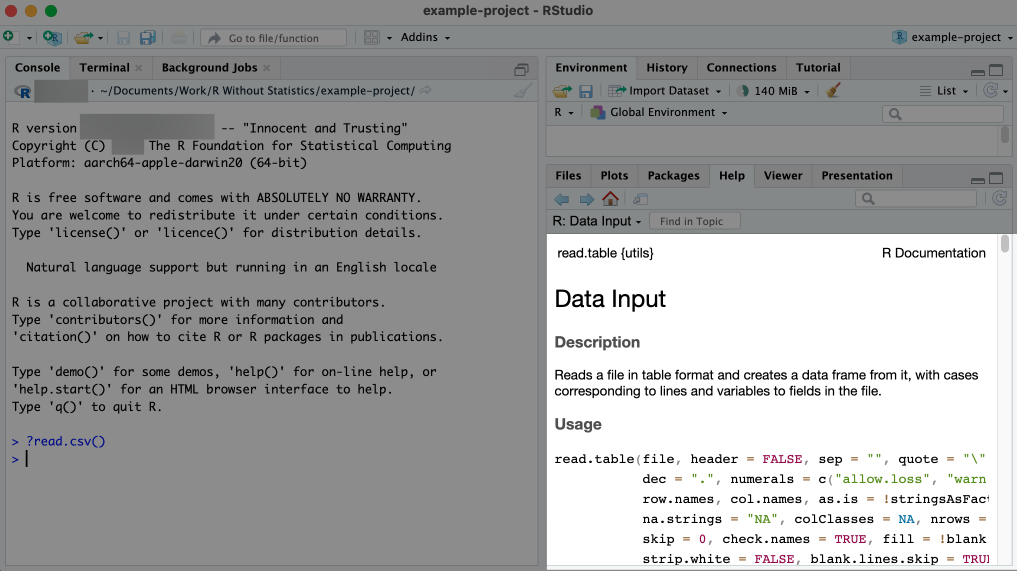 example-project - RStudio
Go to file/function
Addins
example-project
Console Terminal Background Jobs
R · ~/Documents/Work/R Without Statistics/example-project/
R version -- "Innocent and Trusting"
Copyright (C) The R Foundation for Statistical Computing
Platform: aarch64-apple-darwin20 (64-bit)
R is free software and comes with ABSOLUTELY NO WARRANTY.
You are welcome to redistribute it under certain conditions.
Type 'license()' or 'licence()' for distribution details.
Natural language support but running in an English locale
R is a collaborative project with many contributors.
Type 'contributors()' for more information and
'citation()' on how to cite R or R packages in publications.
Type 'demo()' for some demos, 'help()' for on-line help, or
'help.start()' for an HTML browser interface to help.
Type 'q()' to quit R.
> ?read.csv()
>
Environment History Connections Tutorial
Import Dataset 140 MiB List
R Global Environment
Files Plots Packages Help Viewer Presentation
R: Data Input Find in Topic
read.table {utils} R Documentation
Data Input
Description
Reads a file in table format and creates a data frame from it, with cases
corresponding to lines and variables to fields in the file.
Usage
read.table(file, header = FALSE, sep = "", quote = "\"
dec = ".", numerals = c("allow.loss", "warn
row.names, col.names, as.is = !stringsAsFact
na.strings = "NA", colClasses = NA, nrows =
skip = 0, check.names = TRUE, fill = !blank
strip.white = FALSE, blank.lines.skip = TRU